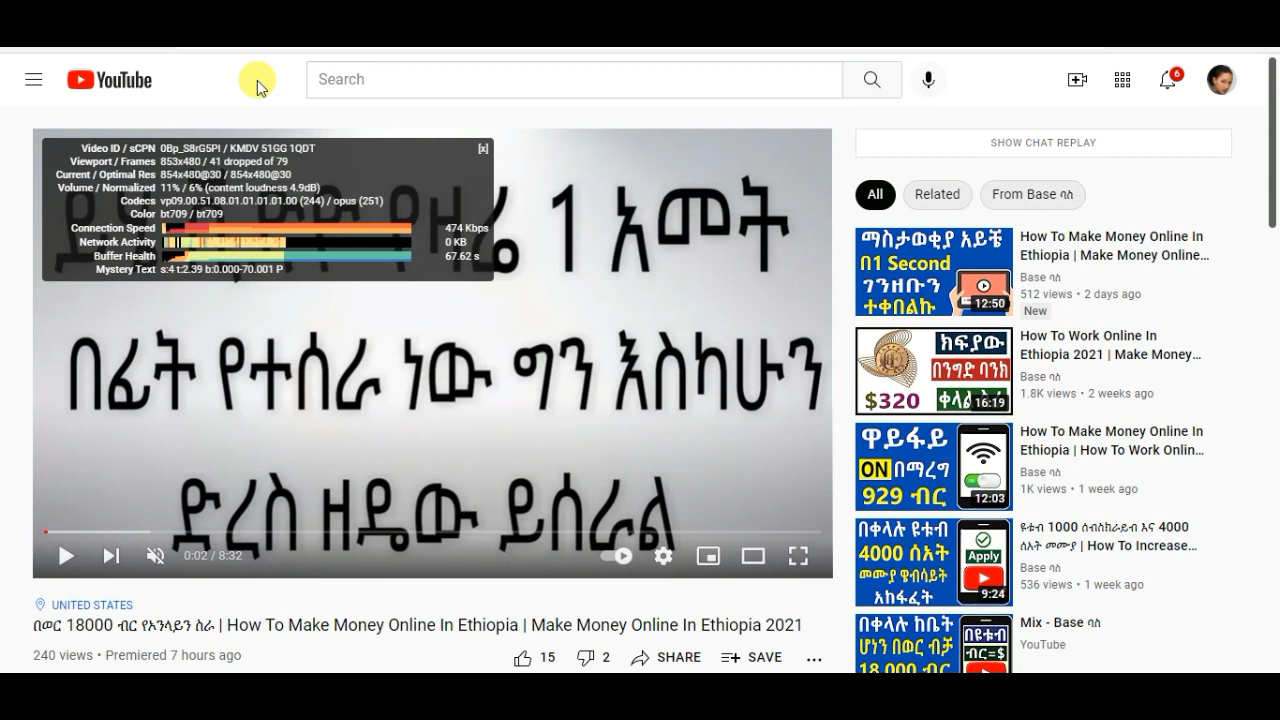 YouTube
Search
6
Video ID / sCPN 0Bp_S8rG5PI / KMDV 51GG 1QDT [x]
Viewport / Frames 853x480 / 41 dropped of 79
Current / Optimal Res 854x480@30 / 854x480@30
Volume / Normalized 11% / 6% (content loudness 4.9dB)
Codecs vp09.00.51.08.01.01.01.01.00 (244) / opus (251)
Color bt709 / bt709
Connection Speed 474 Kbps
Network Activity 0 KB
Buffer Health 67.62 s
Mystery Text s:4 t:2.39 b:0.000-70.001 P
1 አመት
በፊት የተሰራ ነው ግን እስካሁን
ድረስ ዘዴው ይሰራል
0:02 / 8:32
UNITED STATES
በወር 18000 ብር የኦንላይን ስራ | How To Make Money Online In Ethiopia | Make Money Online In Ethiopia 2021
240 views • Premiered 7 hours ago
15 2 SHARE SAVE ...
SHOW CHAT REPLAY
All Related From Base ባስ
ማስታወቂያ አይቼ
በ1 Second
ገንዘቡን
ተቀበልኩ
12:50
How To Make Money Online In
Ethiopia | Make Money Online...
Base ባስ
512 views • 2 days ago
New
ክፍያው
በንግድ ባንክ
$320
16:19
How To Work Online In
Ethiopia 2021 | Make Money...
Base ባስ
1.8K views • 2 weeks ago
ዋይፋይ
ON በማረግ
929 ብር
12:03
How To Make Money Online In
Ethiopia | How To Work Onlin...
Base ባስ
1K views • 1 week ago
በቀላሉ ዩቱብ
4000 ሰአት
መሙያ ዌብሳይት
አከፋፈት
Apply
9:24
ዩቱብ 1000 ሰብስክራይብ እና 4000
ሰአት መሙያ | How To Increase...
Base ባስ
536 views • 1 week ago
በቀላሉ ከቤት
ሆነን በወር ብቻ
18,000 ብር
በዩቱብ
ብር=$
Mix - Base ባስ
YouTube